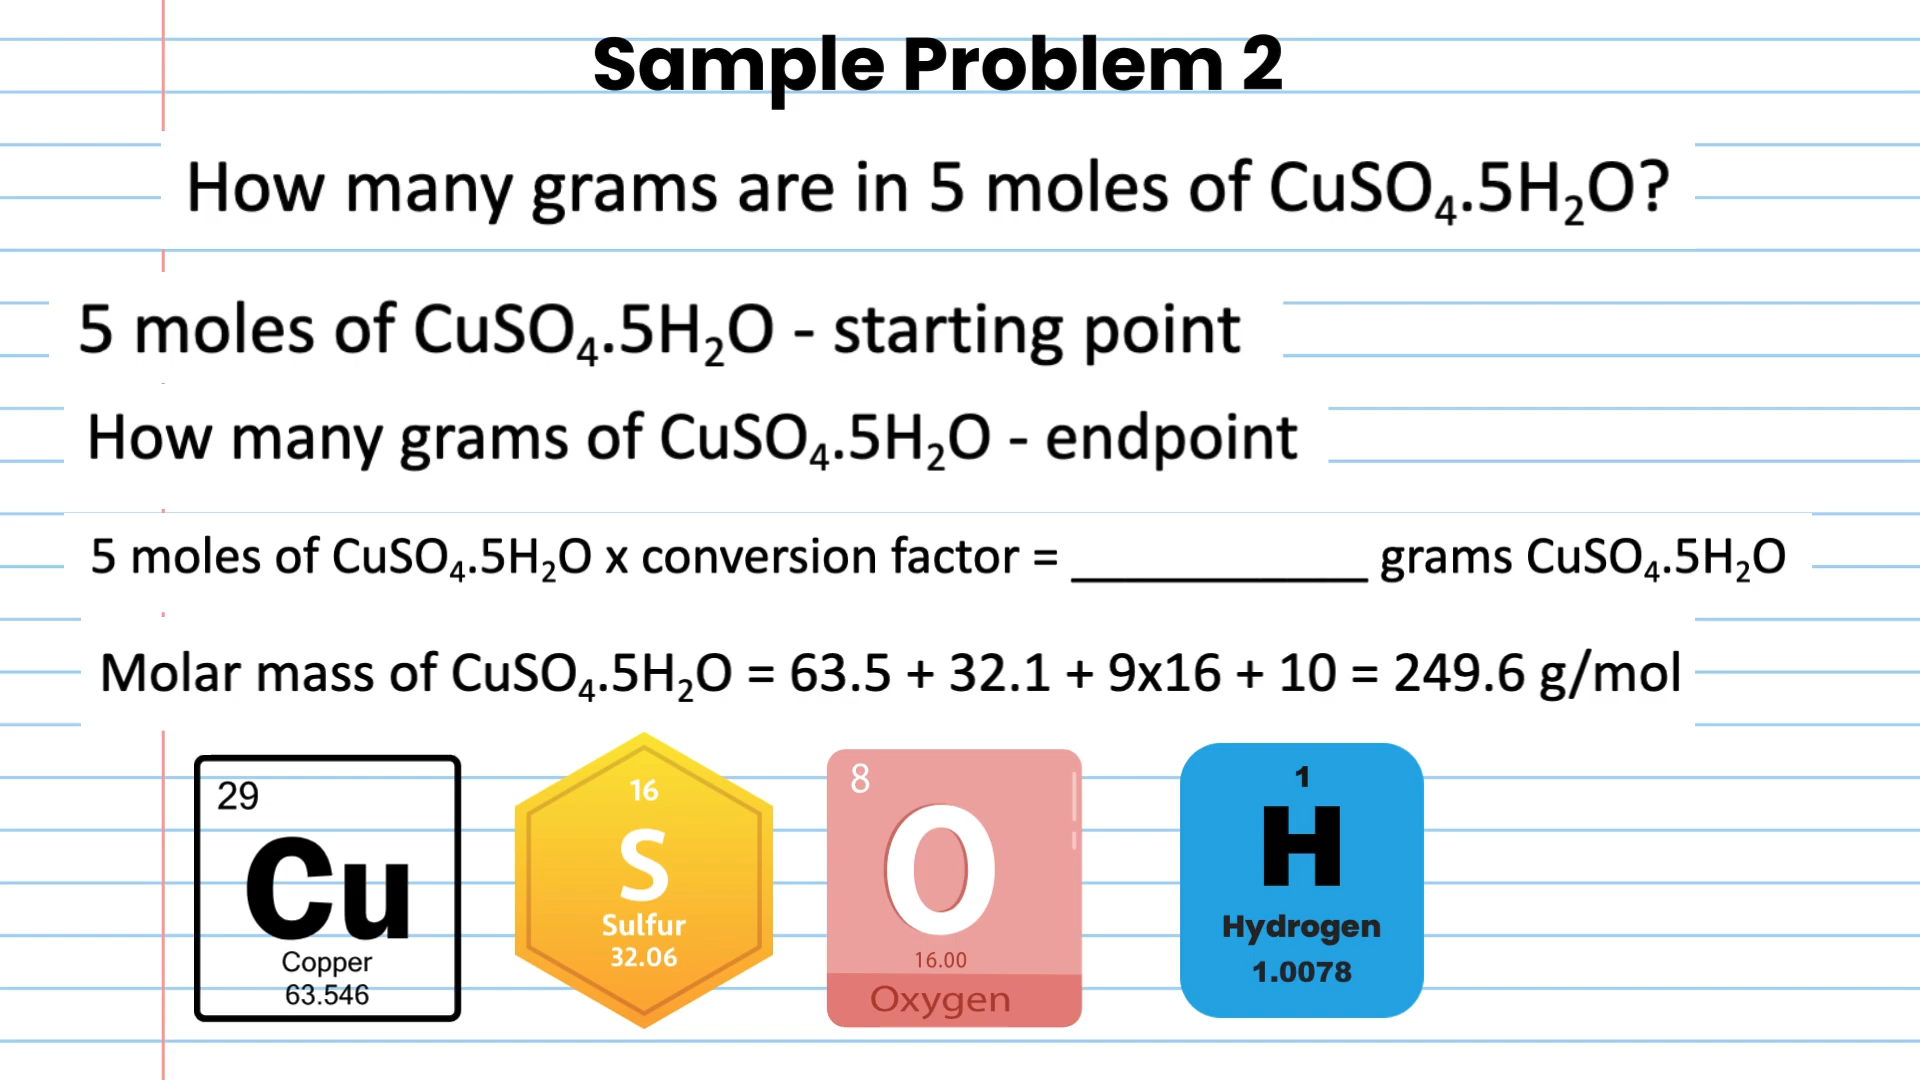 Sample Problem 2
How many grams are in 5 moles of CuSO₄.5H₂O?
5 moles of CuSO₄.5H₂O - starting point
How many grams of CuSO₄.5H₂O - endpoint
5 moles of CuSO₄.5H₂O x conversion factor = ____________ grams CuSO₄.5H₂O
Molar mass of CuSO₄.5H₂O = 63.5 + 32.1 + 9x16 + 10 = 249.6 g/mol
29
Cu
Copper
63.546
16
S
Sulfur
32.06
8
O
16.00
Oxygen
1
H
Hydrogen
1.0078